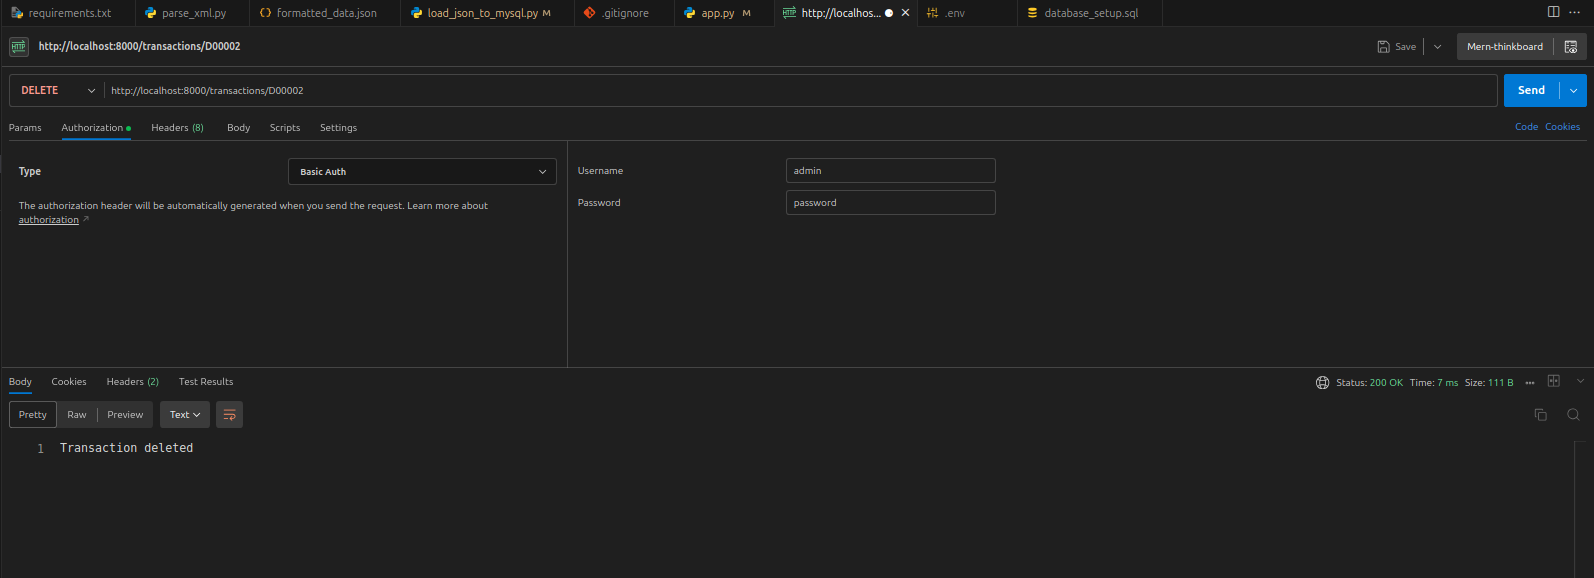 requirements.txt parse_xml.py formatted_data.json load_json_to_mysql.py M .gitignore app.py M http://localhos... .env database_setup.sql
HTTP http://localhost:8000/transactions/D00002 Save Mern-thinkboard
DELETE http://localhost:8000/transactions/D00002 Send
Params Authorization Headers (8) Body Scripts Settings Code Cookies
Type Basic Auth
The authorization header will be automatically generated when you send the request. Learn more about
authorization
Username admin
Password password
Body Cookies Headers (2) Test Results Status: 200 OK Time: 7 ms Size: 111 B
Pretty Raw Preview Text
1 Transaction deleted